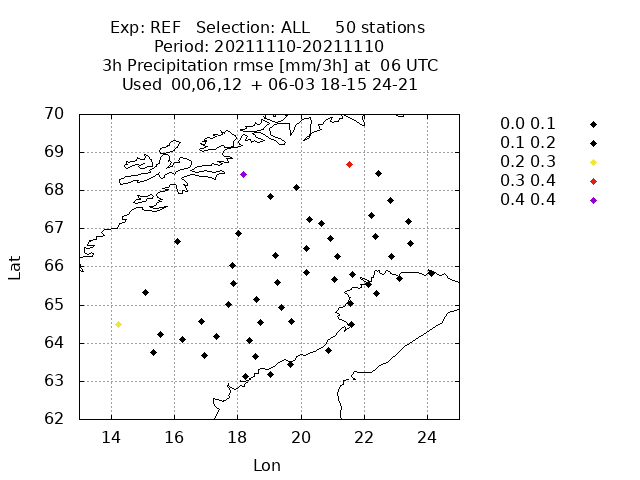 Exp: REF   Selection: ALL     50 stations
Period: 20211110-20211110
3h Precipitation rmse [mm/3h] at  06 UTC
Used  00,06,12  + 06-03 18-15 24-21
0.0 0.1
0.1 0.2
0.2 0.3
0.3 0.4
0.4 0.4
70
69
68
67
66
65
64
63
62
Lat
14 16 18 20 22 24
Lon